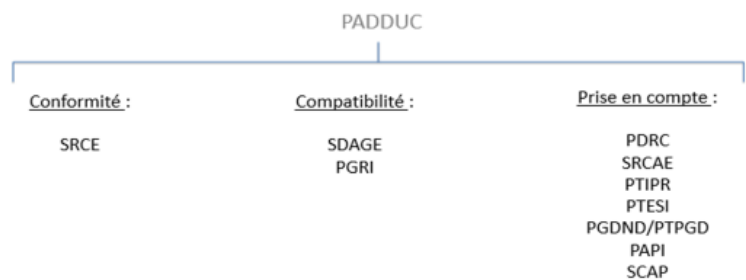 PADDUC
Conformité :
SRCE
Compatibilité :
SDAGE
PGRI
Prise en compte :
PDRC
SRCAE
PTIPR
PTESI
PGDND/PTPGD
PAPI
SCAP